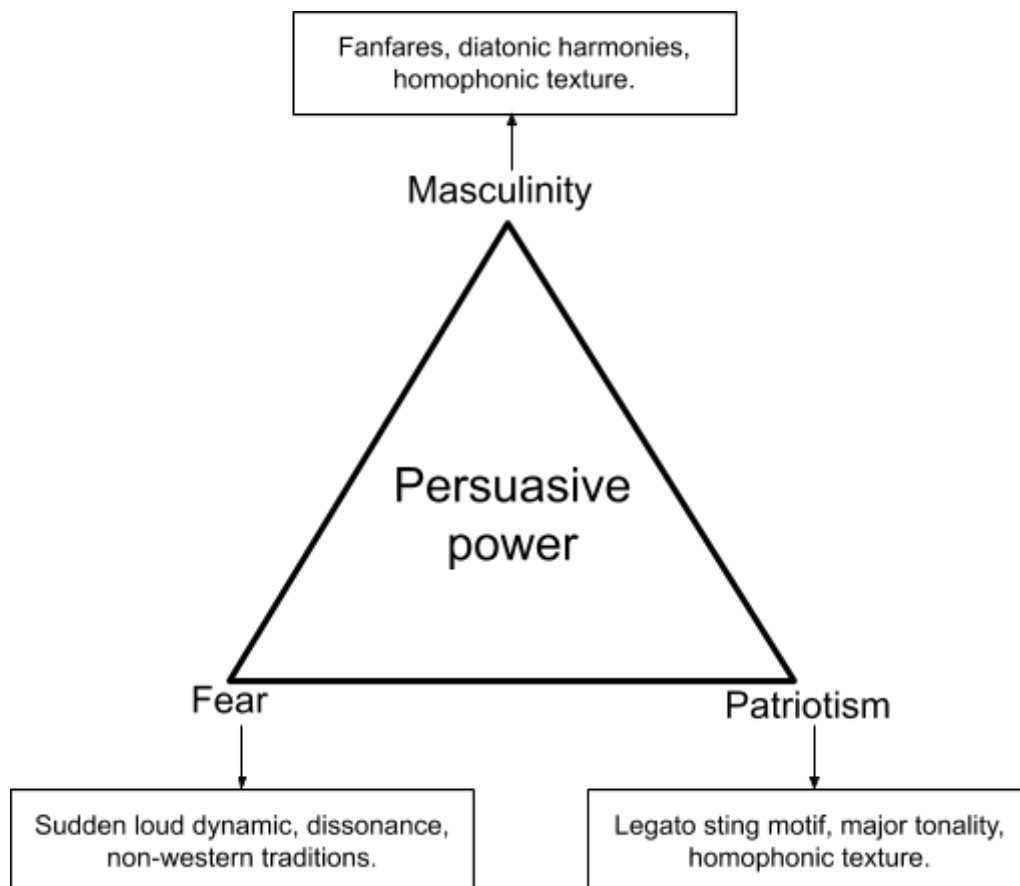 Fanfares, diatonic harmonies,
homophonic texture.
Masculinity
Persuasive
power
Fear
Patriotism
Sudden loud dynamic, dissonance,
non-western traditions.
Legato sting motif, major tonality,
homophonic texture.